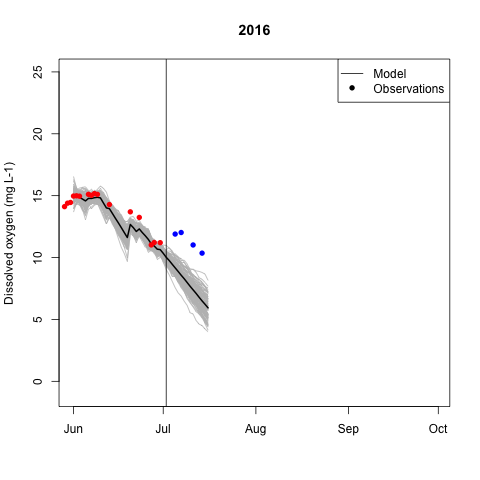 2016
Model
Observations
Dissolved oxygen (mg L-1)
25
20
15
10
5
0
Jun
Jul
Aug
Sep
Oct